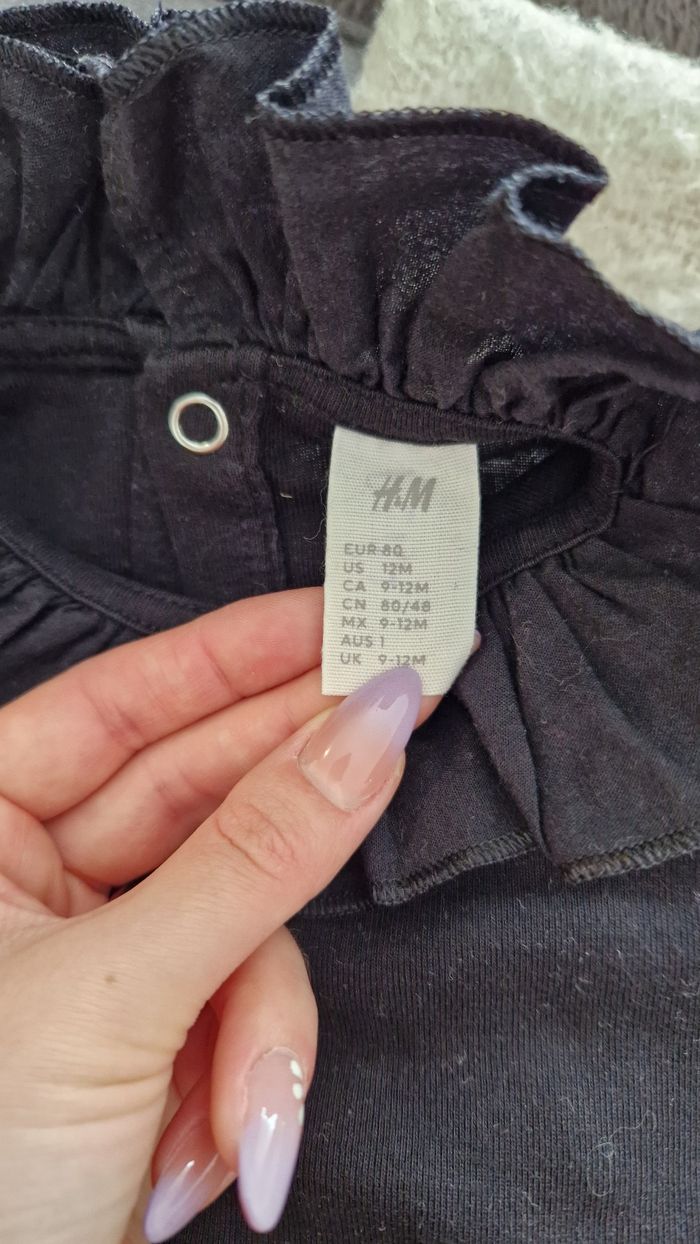 H&M
EUR 80
US 12M
CA 9-12M
CN 80/48
MX 9-12M
AUS 1
UK 9-12M